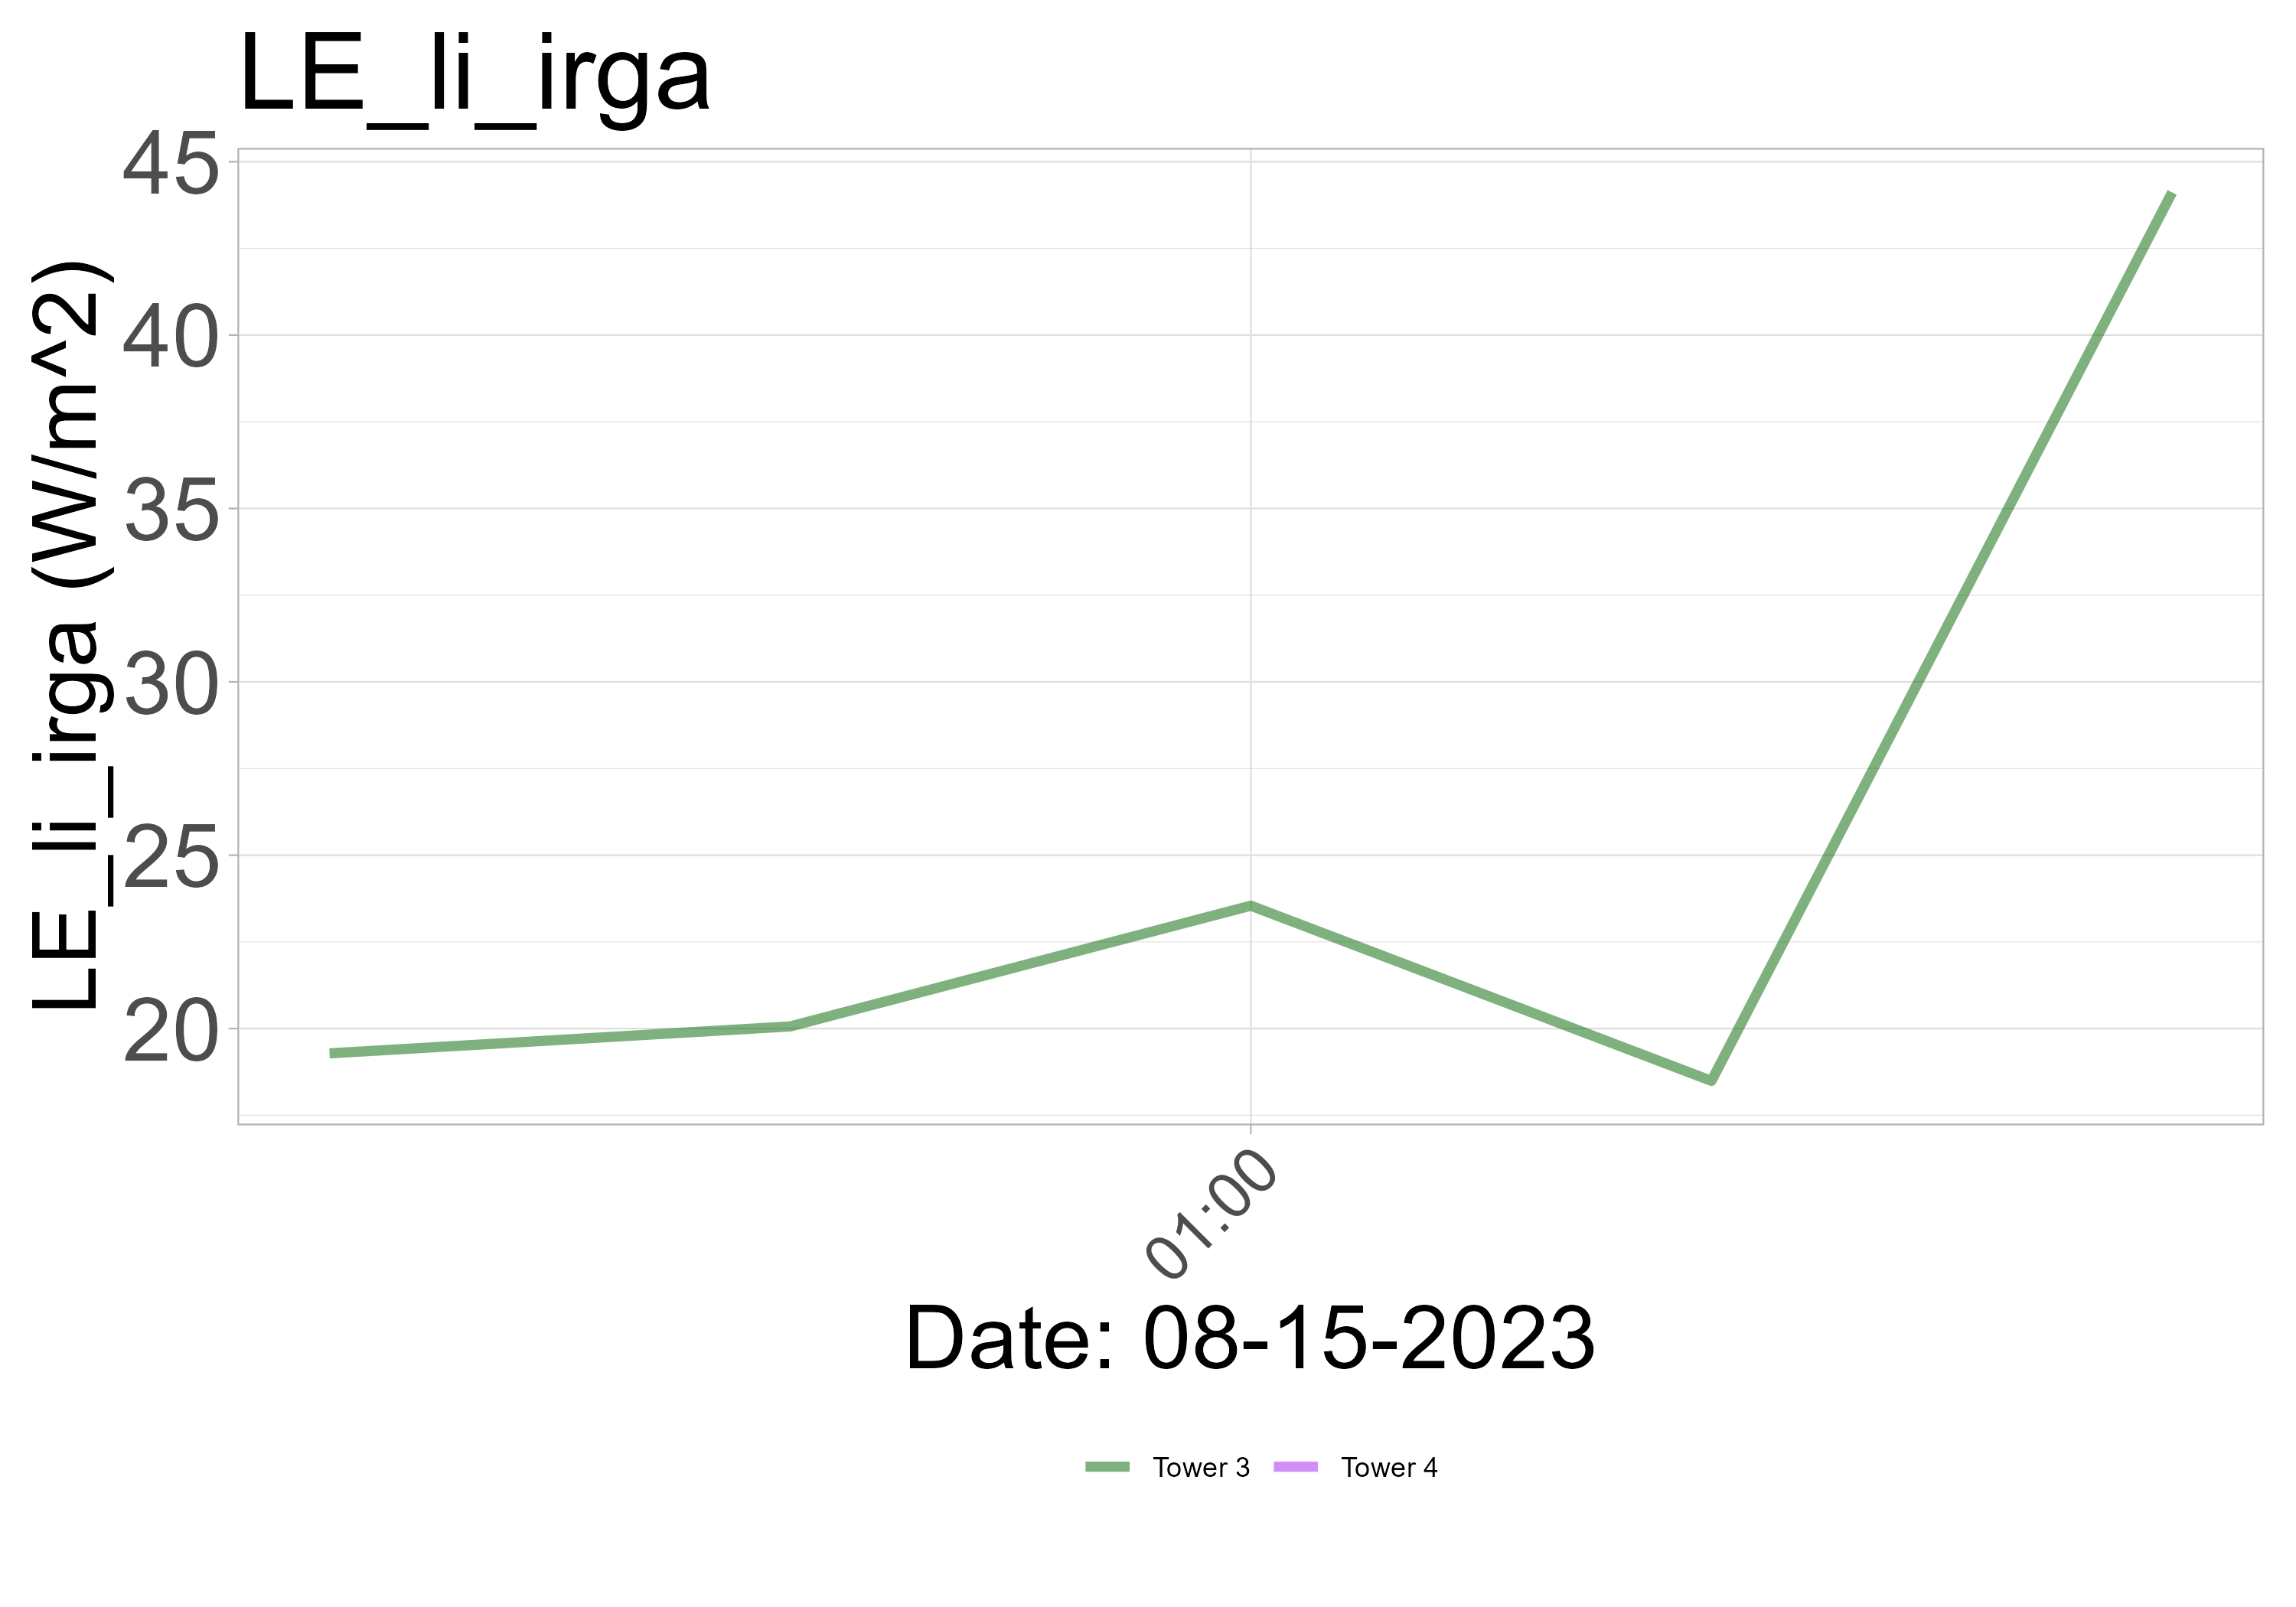 LE_li_irga
LE_li_irga (W/m^2)
45
40
35
30
25
20
01:00
Date: 08-15-2023
Tower 3
Tower 4